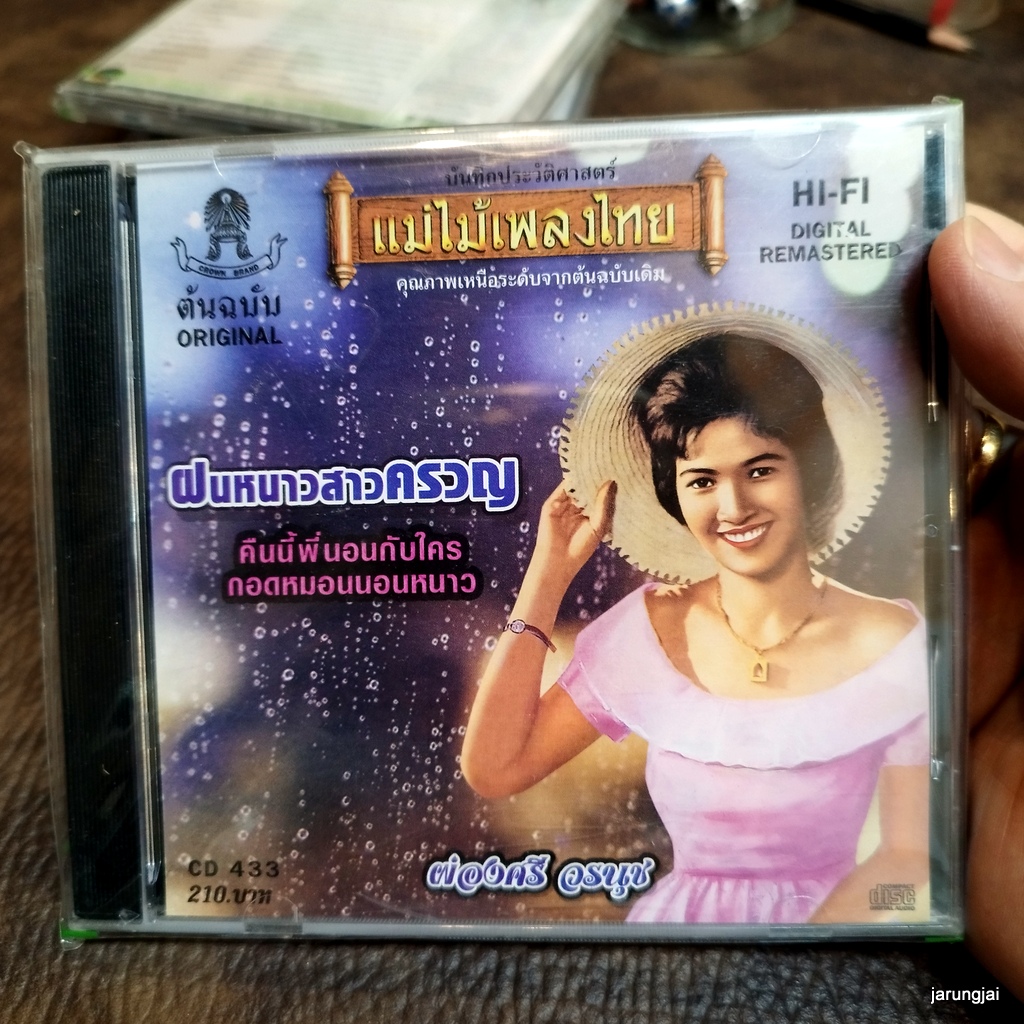 บันทึกประวัติศาสตร์
แม่ไม้เพลงไทย
คุณภาพเหนือระดับจากต้นฉบับเดิม
CROWN BRAND
ต้นฉบับ
ORIGINAL
HI-FI
DIGITAL
REMASTERED
ฝนหนาวสาวครวญ
คืนนี้พี่นอนกับใคร
กอดหมอนนอนหนาว
CD 433
210.บาท
ผ่องศรี วรนุช
COMPACT
disc
DIGITAL AUDIO
jarungjai